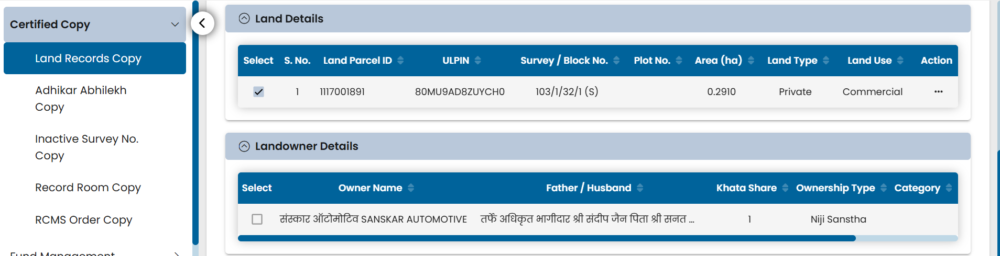 Certified Copy
Land Records Copy
Adhikar Abhilekh
Copy
Inactive Survey No.
Copy
Record Room Copy
RCMS Order Copy
Fund Management
Land Details
Select S. No. Land Parcel ID ULPIN Survey / Block No. Plot No. Area (ha) Land Type Land Use Action
1 1117001891 80MU9AD8ZUYCH0 103/1/32/1 (S) 0.2910 Private Commercial ...
Landowner Details
Select Owner Name Father / Husband Khata Share Ownership Type Category
संस्कार ऑटोमोटिव SANSKAR AUTOMOTIVE तर्फे अधिकृत भागीदार श्री संदीप जैन पिता श्री सनत ... 1 Niji Sanstha